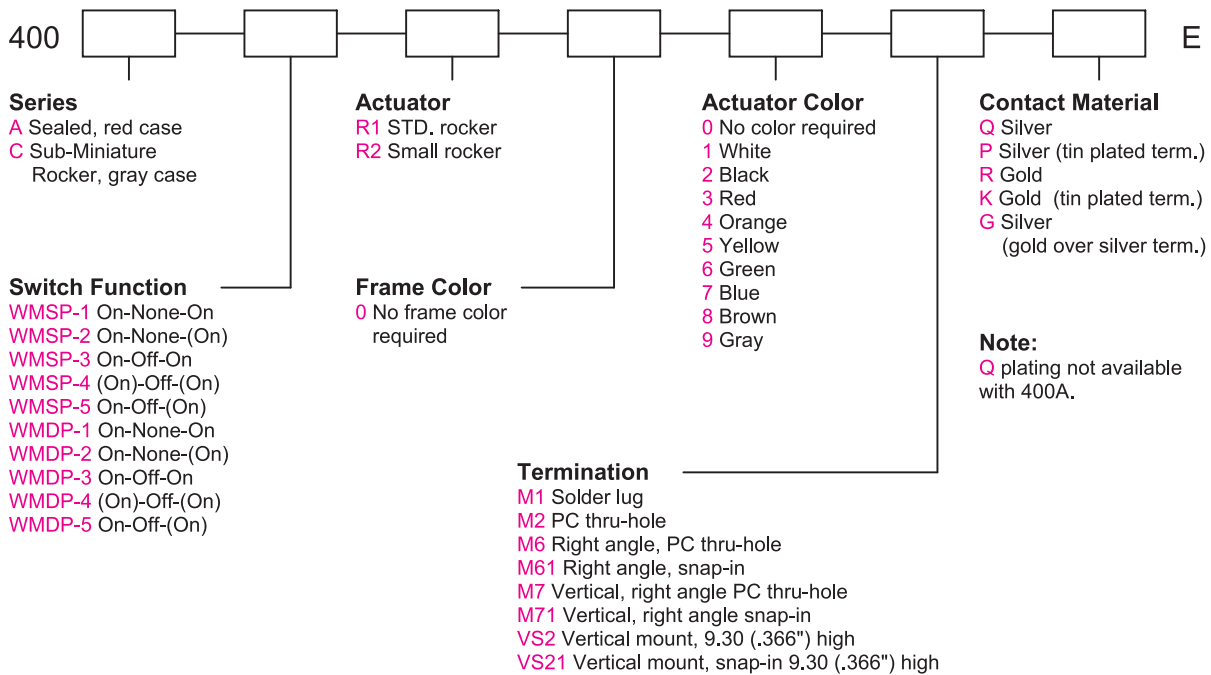 400 E
Series
A Sealed, red case
C Sub-Miniature
Rocker, gray case
Switch Function
WMSP-1 On-None-On
WMSP-2 On-None-(On)
WMSP-3 On-Off-On
WMSP-4 (On)-Off-(On)
WMSP-5 On-Off-(On)
WMDP-1 On-None-On
WMDP-2 On-None-(On)
WMDP-3 On-Off-On
WMDP-4 (On)-Off-(On)
WMDP-5 On-Off-(On)
Actuator
R1 STD. rocker
R2 Small rocker
Frame Color
0 No frame color
required
Actuator Color
0 No color required
1 White
2 Black
3 Red
4 Orange
5 Yellow
6 Green
7 Blue
8 Brown
9 Gray
Termination
M1 Solder lug
M2 PC thru-hole
M6 Right angle, PC thru-hole
M61 Right angle, snap-in
M7 Vertical, right angle PC thru-hole
M71 Vertical, right angle snap-in
VS2 Vertical mount, 9.30 (.366") high
VS21 Vertical mount, snap-in 9.30 (.366") high
Contact Material
Q Silver
P Silver (tin plated term.)
R Gold
K Gold (tin plated term.)
G Silver
(gold over silver term.)
Note:
Q plating not available
with 400A.